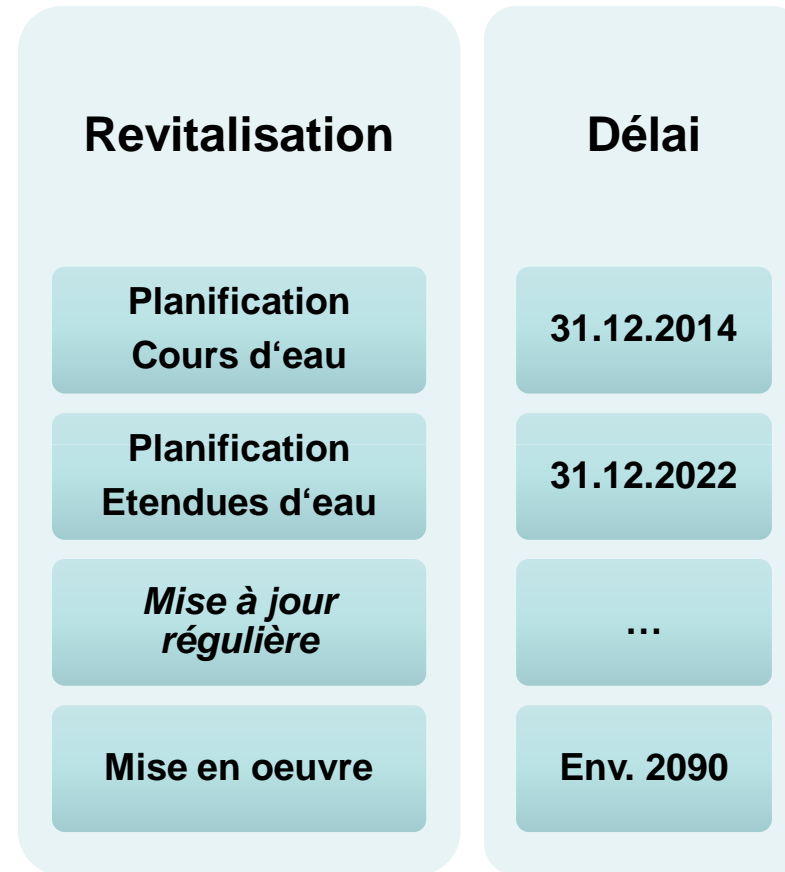 Revitalisation
Délai
Planification
Cours d‘eau
31.12.2014
Planification
Etendues d‘eau
31.12.2022
Mise à jour
régulière
…
Mise en oeuvre
Env. 2090